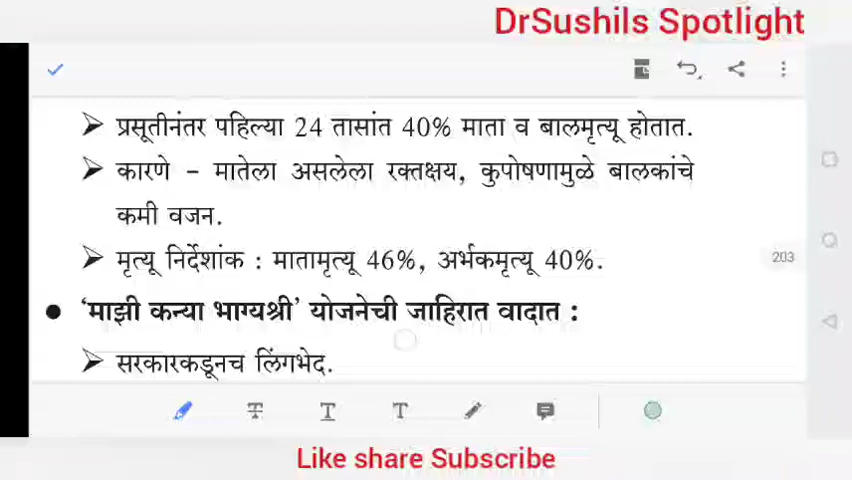 DrSushils Spotlight
प्रसूतीनंतर पहिल्या 24 तासांत 40% माता व बालमृत्यू होतात.
कारणे - मातेला असलेला रक्तक्षय, कुपोषणामुळे बालकांचे
कमी वजन.
मृत्यू निर्देशांक : मातामृत्यू 46%, अर्भकमृत्यू 40%.
203
'माझी कन्या भाग्यश्री' योजनेची जाहिरात वादात :
सरकारकडूनच लिंगभेद.
Like share Subscribe